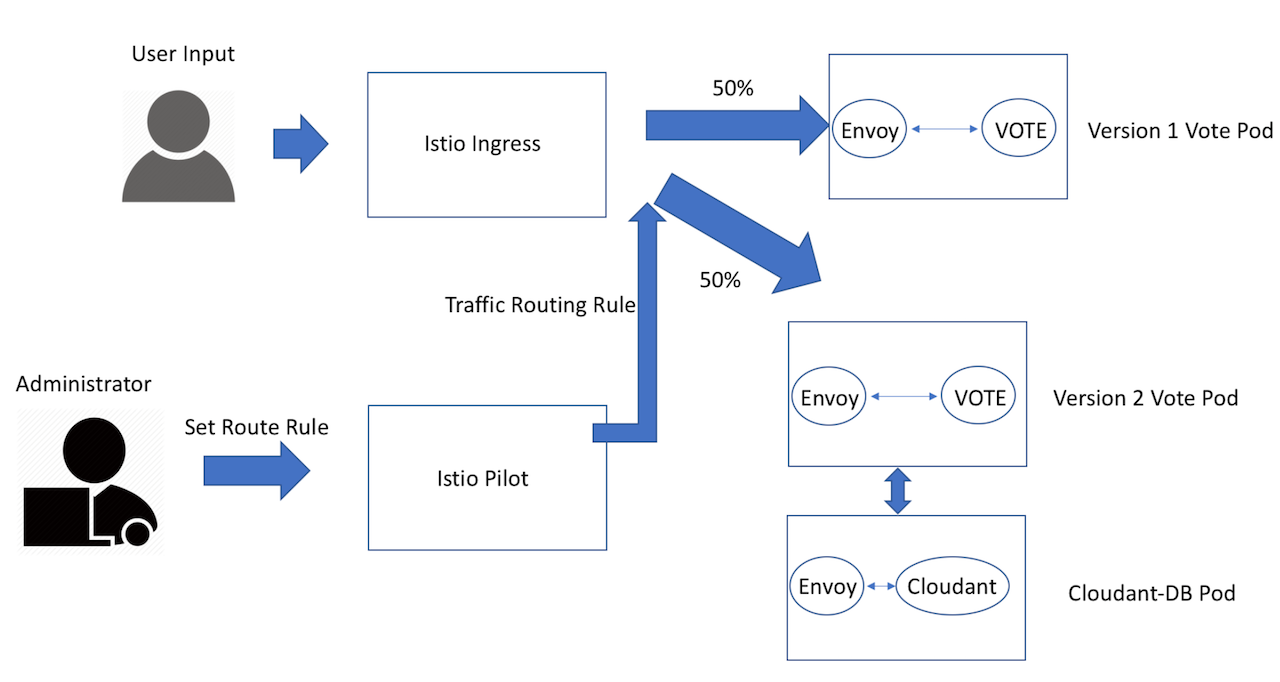 User Input
Istio Ingress
50%
Envoy
VOTE
Version 1 Vote Pod
50%
Traffic Routing Rule
Administrator
Set Route Rule
Istio Pilot
Envoy
VOTE
Version 2 Vote Pod
Envoy
Cloudant
Cloudant-DB Pod